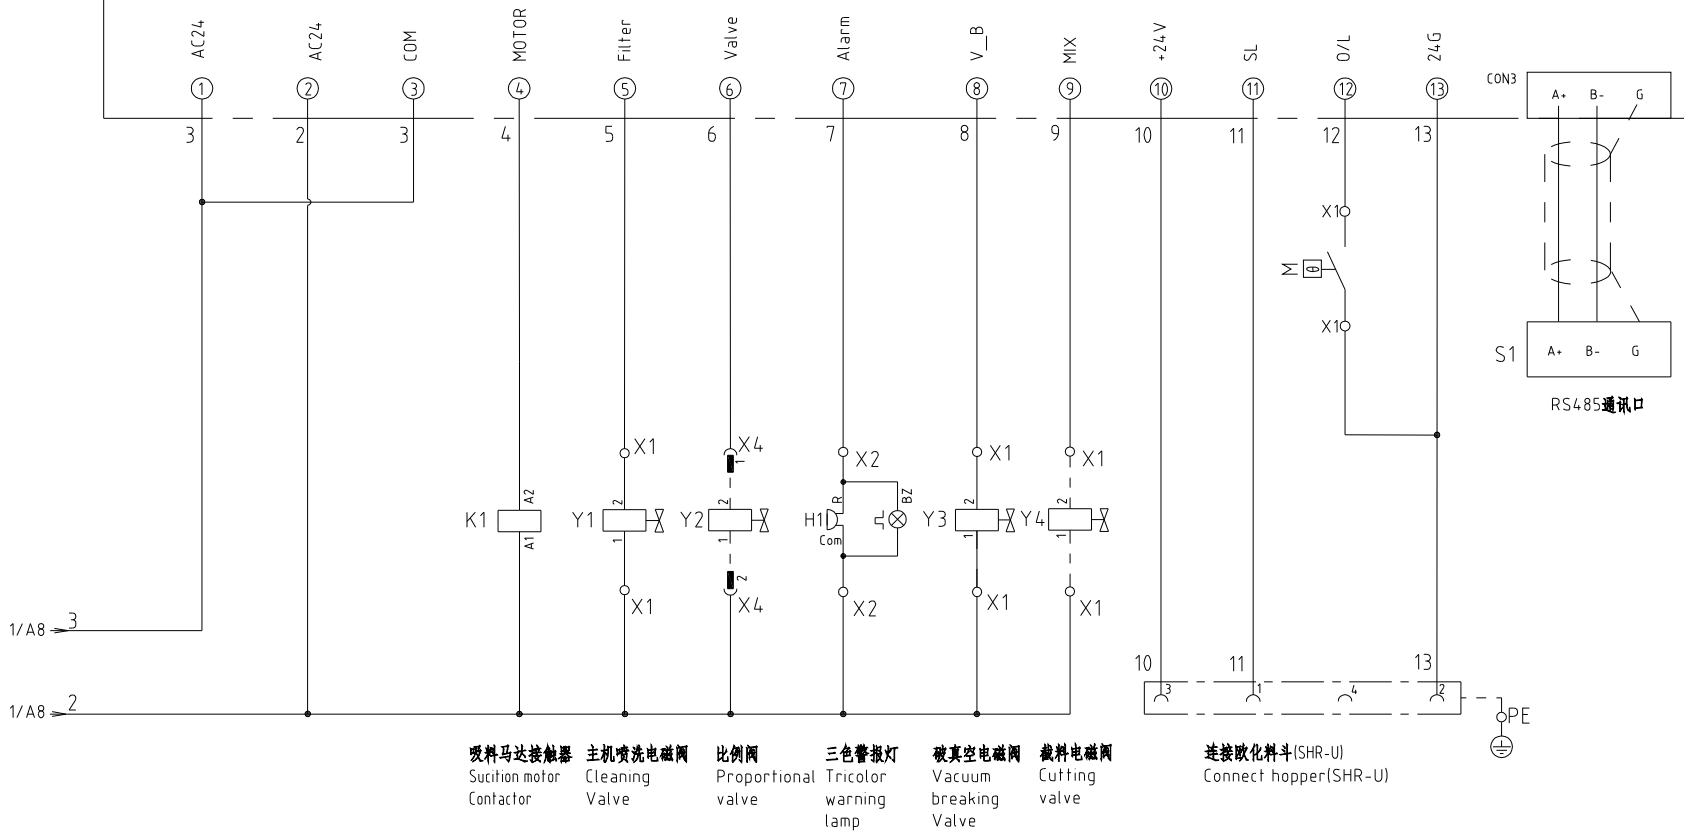 AC24 AC24 COM MOTOR Filter Valve Alarm V_B MIX +24V SL O/L 24G
1 2 3 4 5 6 7 8 9 10 11 12 13
CON3 A+ B- G
3 2 3 4 5 6 7 8 9 10 11 12 13
X1
M θ
X1
S1 A+ B- G
RS485通讯口
X1 X4 X2 X1 X1
1
A2 2 2 R BZ 2 2
K1 Y1 Y2 H1 Y3 Y4
A1 1 1 Com 1 1
2
X1 X4 X2 X1 X1
1/A8 3
10 11 13
3 1 4 2
1/A8 2
PE
吸料马达接触器 主机喷洗电磁阀 比例阀 三色警报灯 破真空电磁阀 截料电磁阀 连接欧化料斗(SHR-U)
Sucition motor Cleaning Proportional Tricolor Vacuum Cutting Connect hopper(SHR-U)
Contactor Valve valve warning breaking valve
lamp Valve